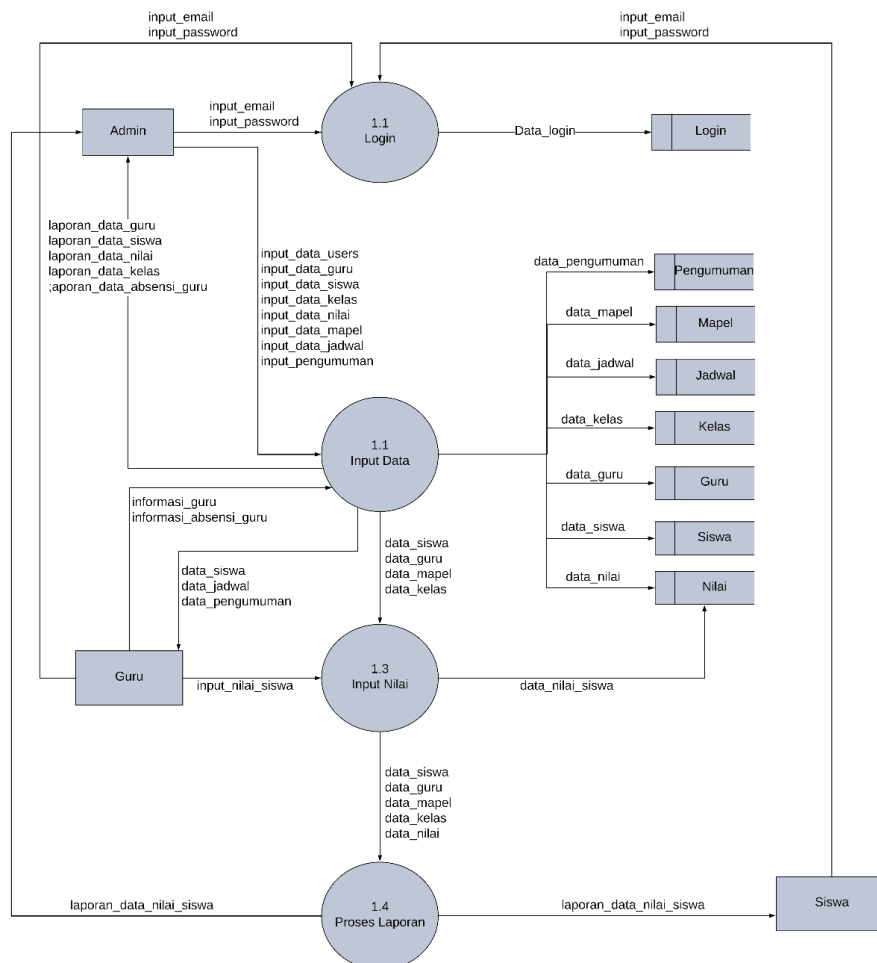 input_email
input_password
input_email
input_password
Admin
input_email
input_password
1.1
Login
Data_login
Login
laporan_data_guru
laporan_data_siswa
laporan_data_nilai
laporan_data_kelas
;aporan_data_absensi_guru
input_data_users
input_data_guru
input_data_siswa
input_data_kelas
input_data_nilai
input_data_mapel
input_data_jadwal
input_pengumuman
data_pengumuman
Pengumuman
data_mapel
Mapel
data_jadwal
Jadwal
data_kelas
Kelas
data_guru
Guru
data_siswa
Siswa
data_nilai
Nilai
1.1
Input Data
informasi_guru
informasi_absensi_guru
data_siswa
data_jadwal
data_pengumuman
data_siswa
data_guru
data_mapel
data_kelas
Guru
input_nilai_siswa
1.3
Input Nilai
data_nilai_siswa
data_siswa
data_guru
data_mapel
data_kelas
data_nilai
laporan_data_nilai_siswa
1.4
Proses Laporan
laporan_data_nilai_siswa
Siswa